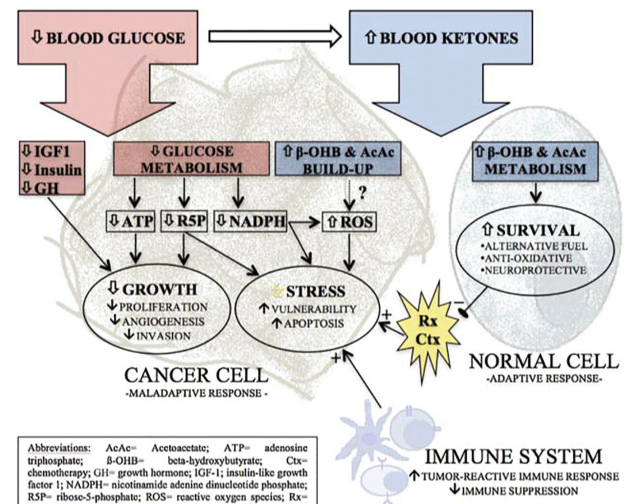 ⇩ BLOOD GLUCOSE
⇧ BLOOD KETONES
⇩ IGF1
⇩ Insulin
⇩ GH
⇩ GLUCOSE
METABOLISM
⇧ β-OHB & AcAc
BUILD-UP
⇧ β-OHB & AcAc
METABOLISM
?
⇩ ATP
⇩ R5P
⇩ NADPH
⇧ ROS
⇧ SURVIVAL
•ALTERNATIVE FUEL
•ANTI-OXIDATIVE
•NEUROPROTECTIVE
⇩ GROWTH
↓ PROLIFERATION
↓ ANGIOGENESIS
↓ INVASION
STRESS
↑ VULNERABILITY
↑ APOPTOSIS
+
Rx
Ctx
−
+
CANCER CELL
-MALADAPTIVE RESPONSE -
NORMAL CELL
-ADAPTIVE RESPONSE-
IMMUNE SYSTEM
↑ TUMOR-REACTIVE IMMUNE RESPONSE
↓ IMMUNE SUPPRESSION
Abbreviations: AcAc= Acetoacetate; ATP= adenosine
triphosphate; ß-OHB= beta-hydroxybutyrate; Ctx=
chemotherapy; GH= growth hormone; IGF-1; insulin-like growth
factor 1; NADPH= nicotinamide adenine dinucleotide phosphate;
R5P= ribose-5-phosphate; ROS= reactive oxygen species; Rx=